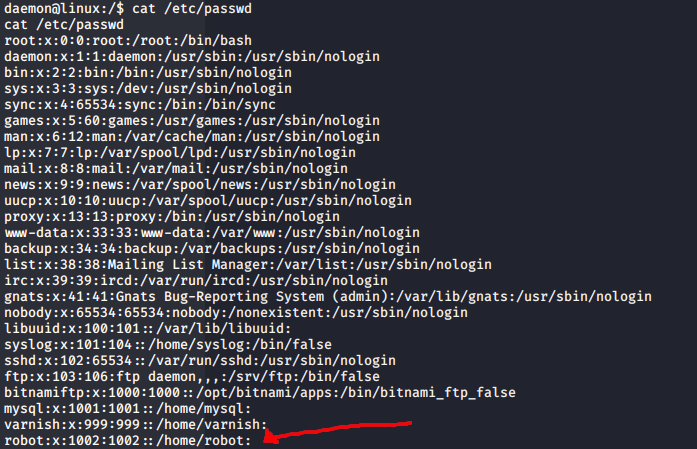 daemon@linux:/$ cat /etc/passwd
cat /etc/passwd
root:x:0:0:root:/root:/bin/bash
daemon:x:1:1:daemon:/usr/sbin:/usr/sbin/nologin
bin:x:2:2:bin:/bin:/usr/sbin/nologin
sys:x:3:3:sys:/dev:/usr/sbin/nologin
sync:x:4:65534:sync:/bin:/bin/sync
games:x:5:60:games:/usr/games:/usr/sbin/nologin
man:x:6:12:man:/var/cache/man:/usr/sbin/nologin
lp:x:7:7:lp:/var/spool/lpd:/usr/sbin/nologin
mail:x:8:8:mail:/var/mail:/usr/sbin/nologin
news:x:9:9:news:/var/spool/news:/usr/sbin/nologin
uucp:x:10:10:uucp:/var/spool/uucp:/usr/sbin/nologin
proxy:x:13:13:proxy:/bin:/usr/sbin/nologin
www-data:x:33:33:www-data:/var/www:/usr/sbin/nologin
backup:x:34:34:backup:/var/backups:/usr/sbin/nologin
list:x:38:38:Mailing List Manager:/var/list:/usr/sbin/nologin
irc:x:39:39:ircd:/var/run/ircd:/usr/sbin/nologin
gnats:x:41:41:Gnats Bug-Reporting System (admin):/var/lib/gnats:/usr/sbin/nologin
nobody:x:65534:65534:nobody:/nonexistent:/usr/sbin/nologin
libuuid:x:100:101::/var/lib/libuuid:
syslog:x:101:104::/home/syslog:/bin/false
sshd:x:102:65534::/var/run/sshd:/usr/sbin/nologin
ftp:x:103:106:ftp daemon,,,:/srv/ftp:/bin/false
bitnamiftp:x:1000:1000::/opt/bitnami/apps:/bin/bitnami_ftp_false
mysql:x:1001:1001::/home/mysql:
varnish:x:999:999::/home/varnish:
robot:x:1002:1002::/home/robot: